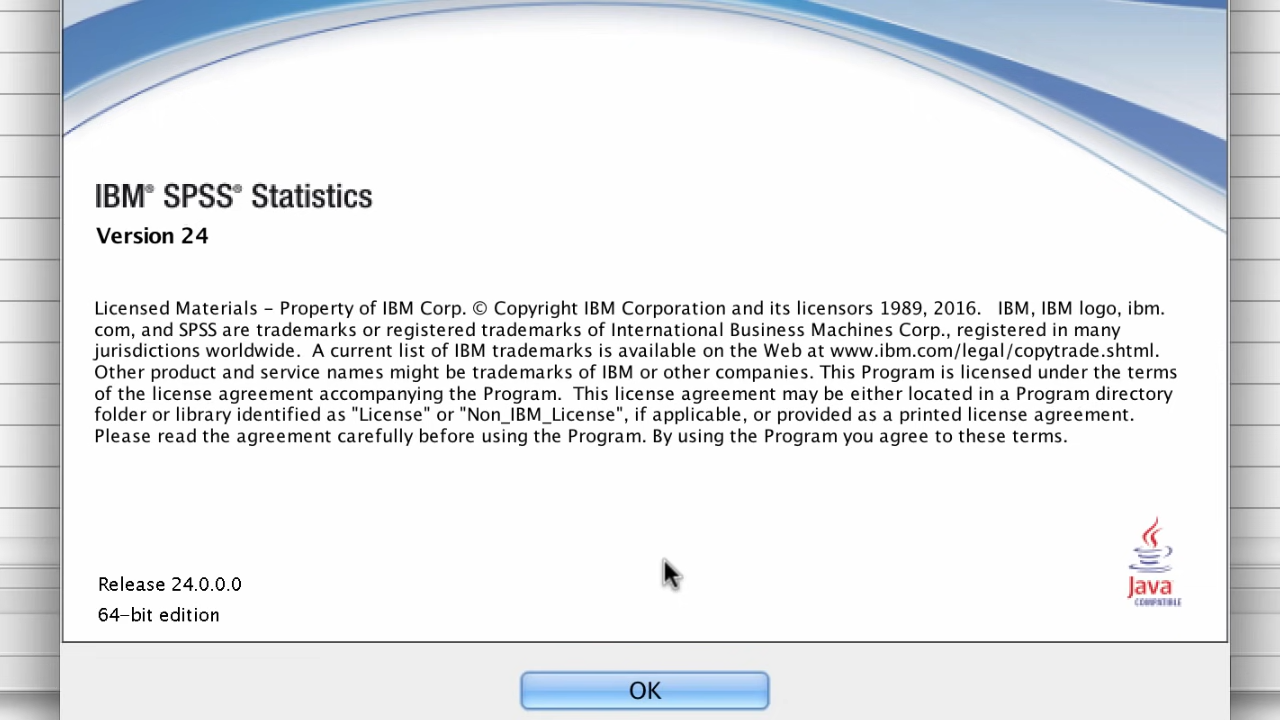 IBM® SPSS® Statistics
Version 24
Licensed Materials – Property of IBM Corp. © Copyright IBM Corporation and its licensors 1989, 2016.   IBM, IBM logo, ibm.
com, and SPSS are trademarks or registered trademarks of International Business Machines Corp., registered in many
jurisdictions worldwide.  A current list of IBM trademarks is available on the Web at www.ibm.com/legal/copytrade.shtml.
Other product and service names might be trademarks of IBM or other companies. This Program is licensed under the terms
of the license agreement accompanying the Program.  This license agreement may be either located in a Program directory
folder or library identified as "License" or "Non_IBM_License", if applicable, or provided as a printed license agreement.
Please read the agreement carefully before using the Program. By using the Program you agree to these terms.
Release 24.0.0.0
64-bit edition
Java
COMPATIBLE
OK